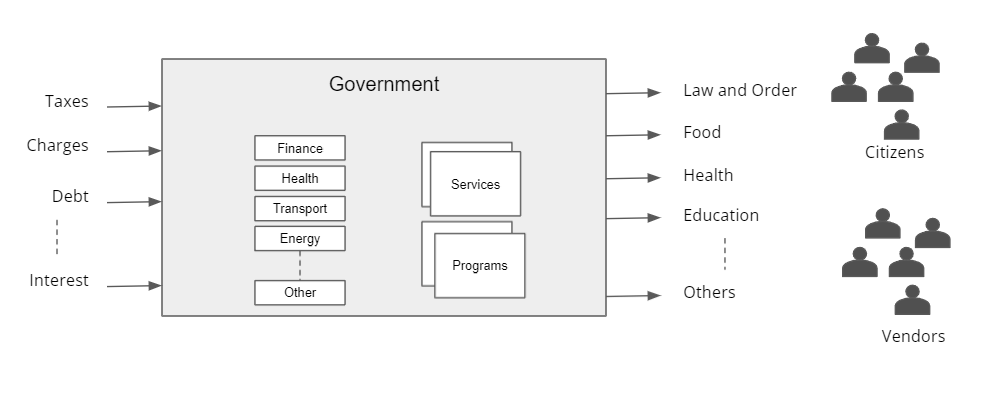 Government
Taxes
Charges
Debt
Interest
Finance
Health
Transport
Energy
Other
Services
Programs
Law and Order
Food
Health
Education
Others
Citizens
Vendors